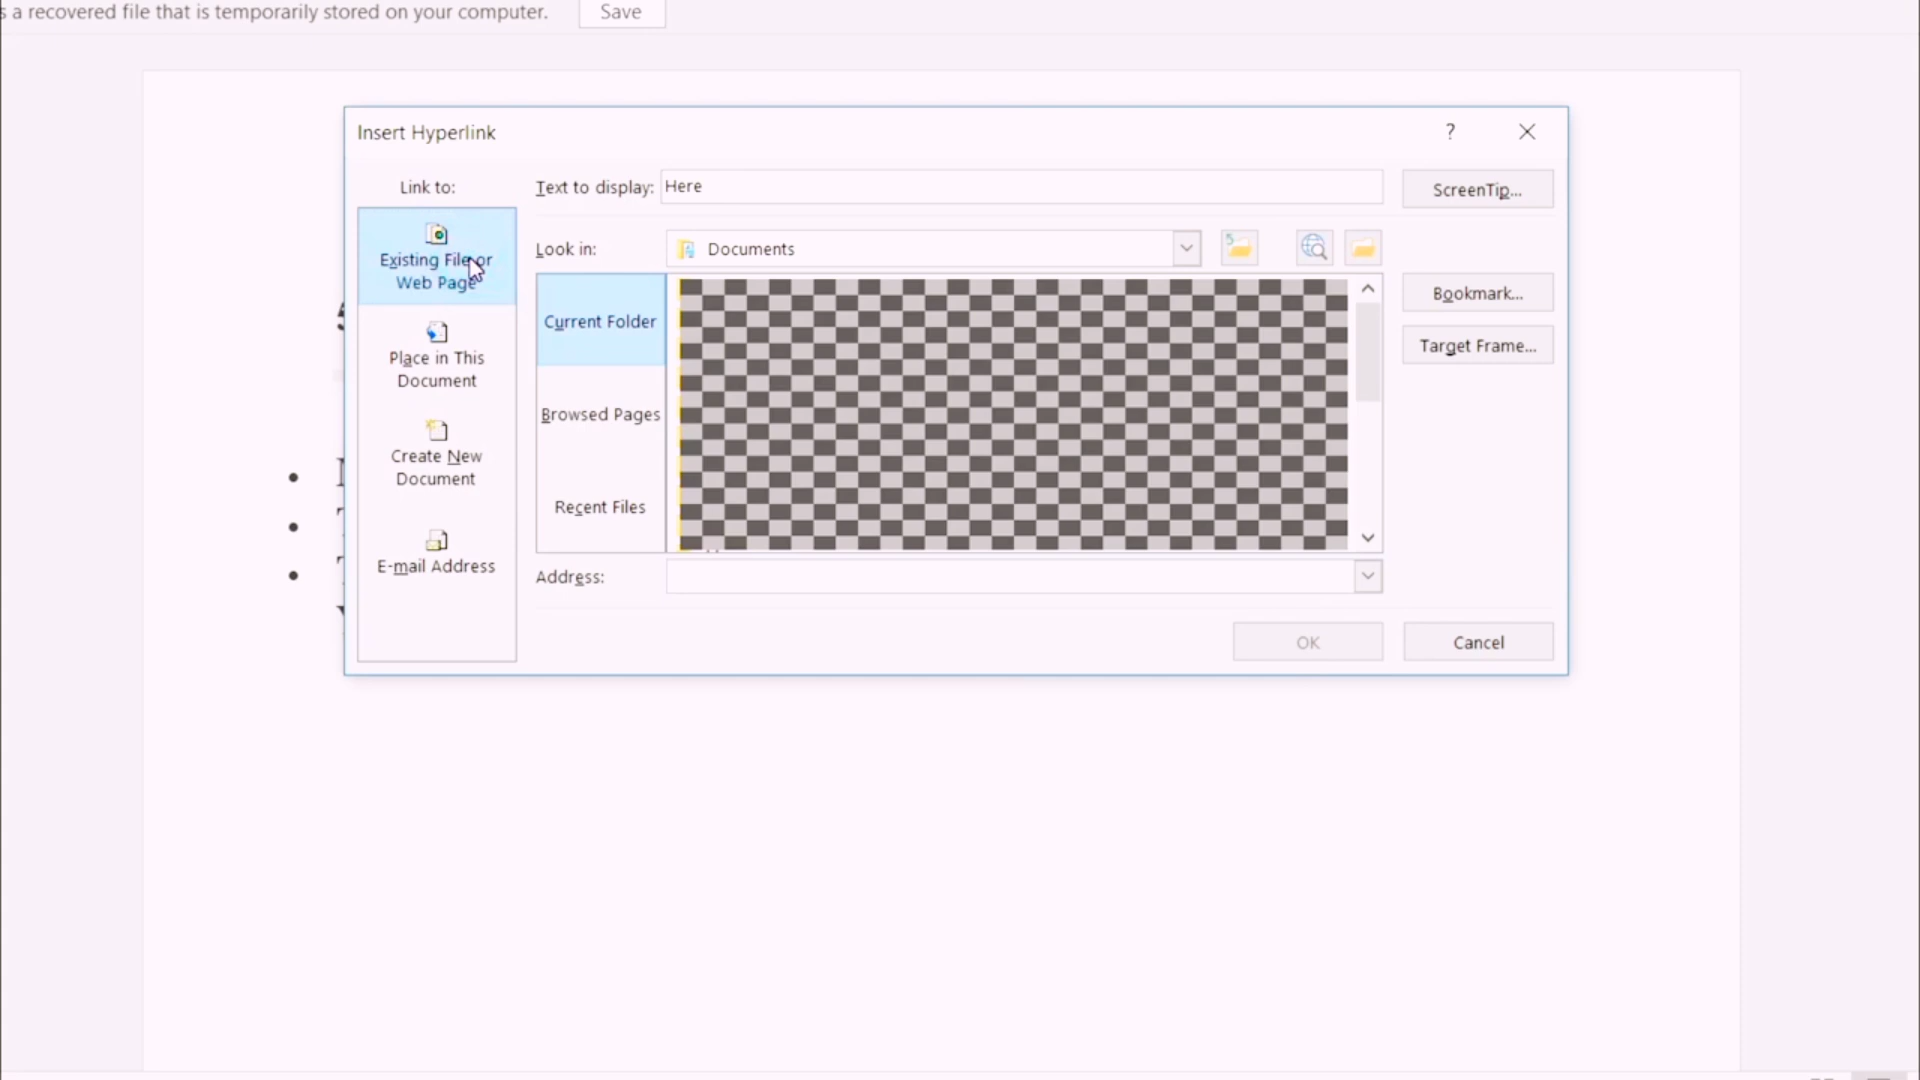 s a recovered file that is temporarily stored on your computer.
Save
Insert Hyperlink
?
Link to:
Text to display:
Here
ScreenTip...
Existing File or
Web Page
Look in:
Documents
Current Folder
Bookmark...
Place in This
Document
Target Frame...
Browsed Pages
Create New
Document
Recent Files
E-mail Address
Address:
OK
Cancel